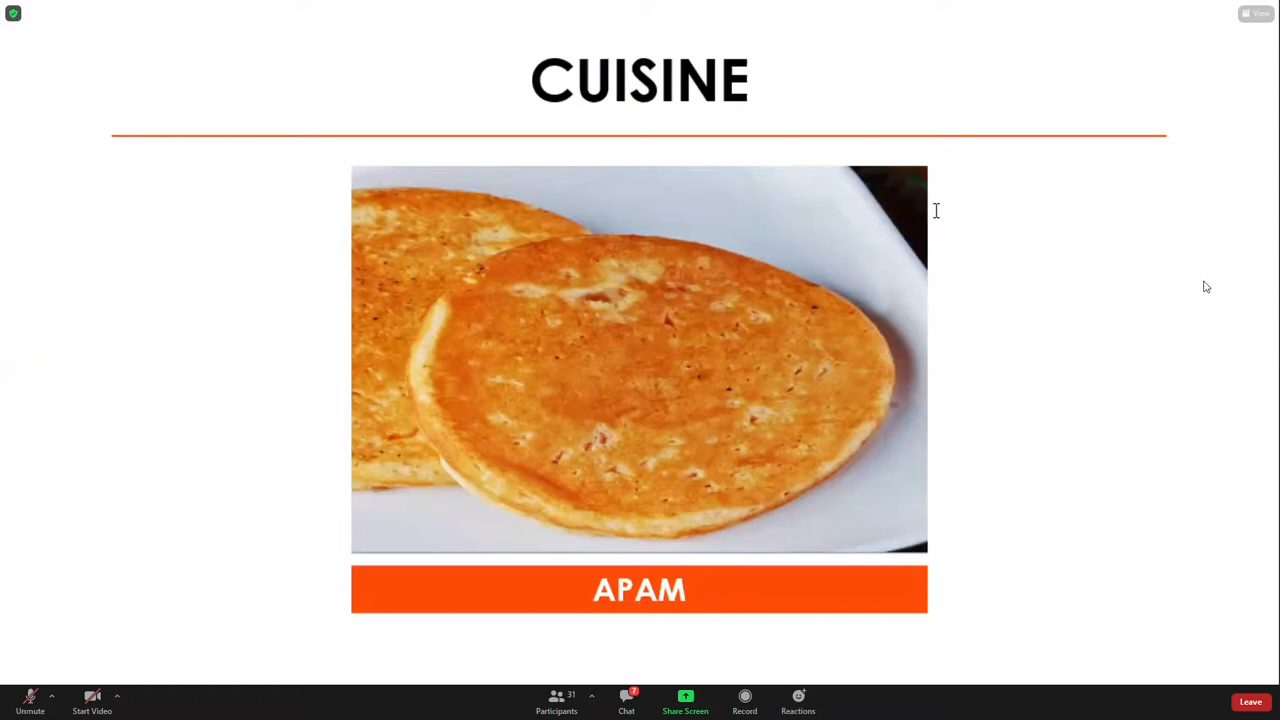 View
CUISINE
APAM
31
7
Unmute
Start Video
Participants
Chat
Share Screen
Record
Reactions
Leave